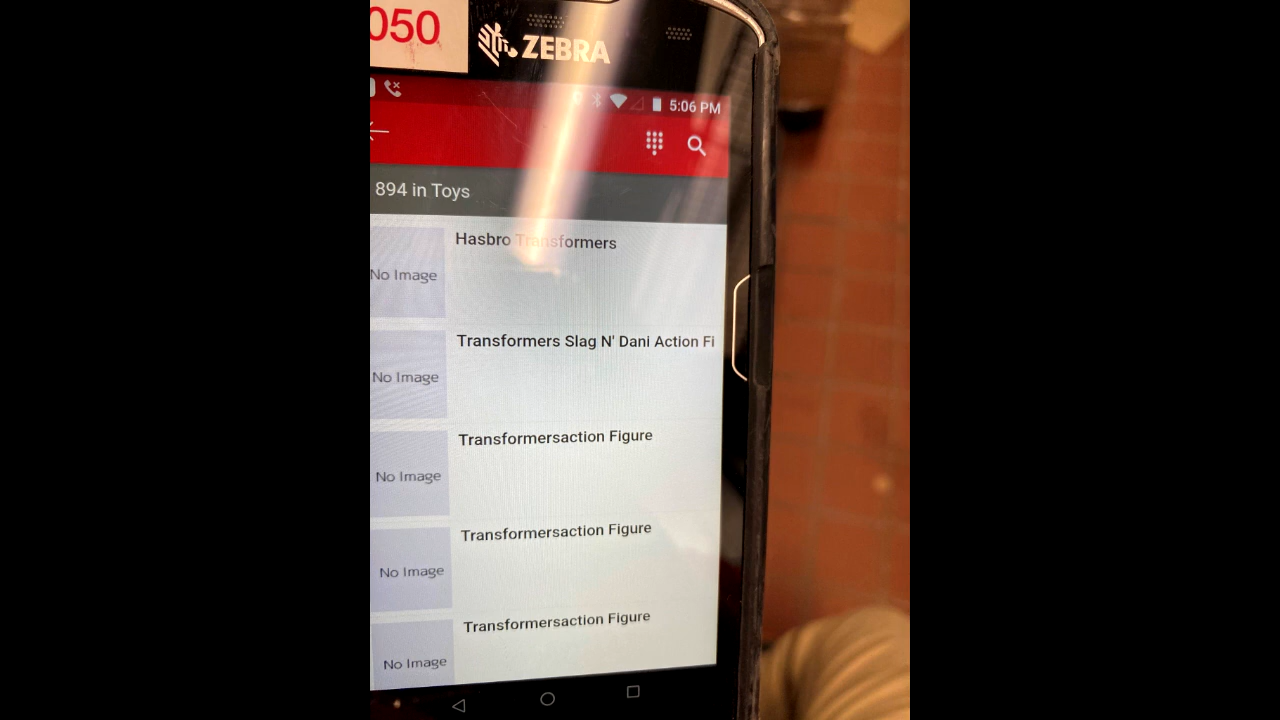 050
ZEBRA
5:06 PM
894 in Toys
Hasbro Transformers
No Image
Transformers Slag N' Dani Action Fi
No Image
Transformersaction Figure
No Image
Transformersaction Figure
No Image
Transformersaction Figure
No Image